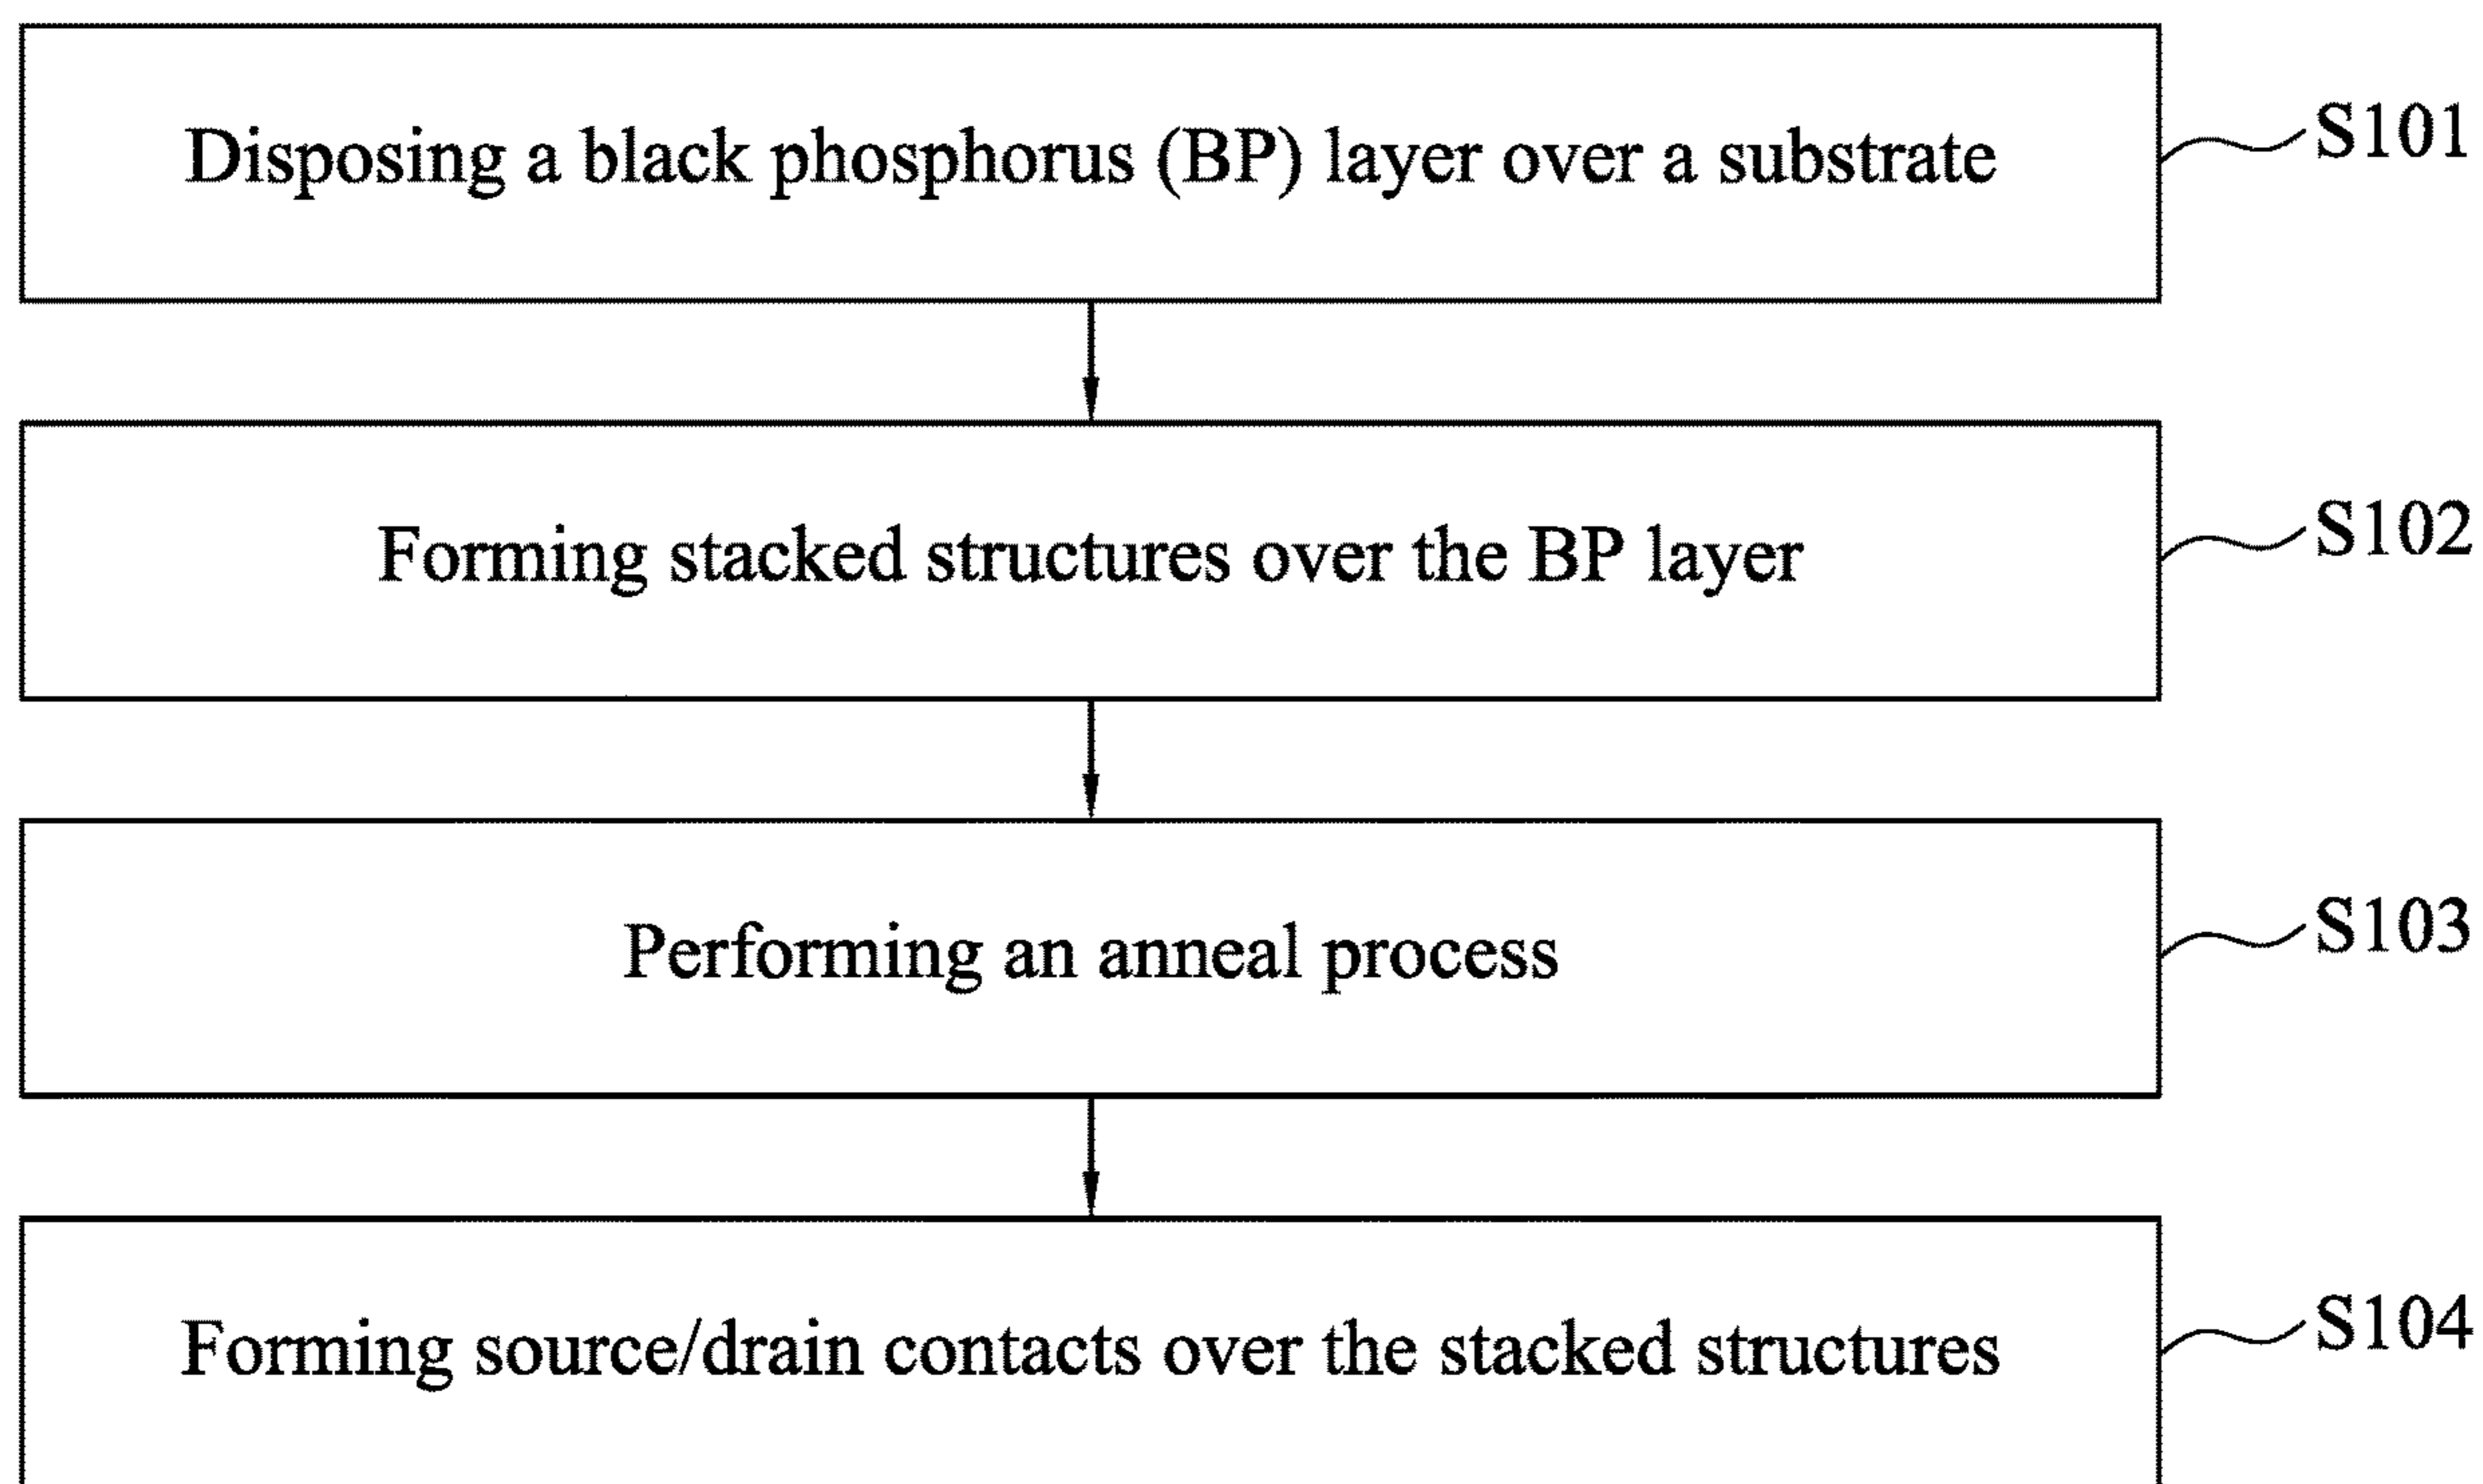 Disposing a black phosphorus (BP) layer over a substrate
S101
Forming stacked structures over the BP layer
S102
Performing an anneal process
S103
Forming source/drain contacts over the stacked structures
S104